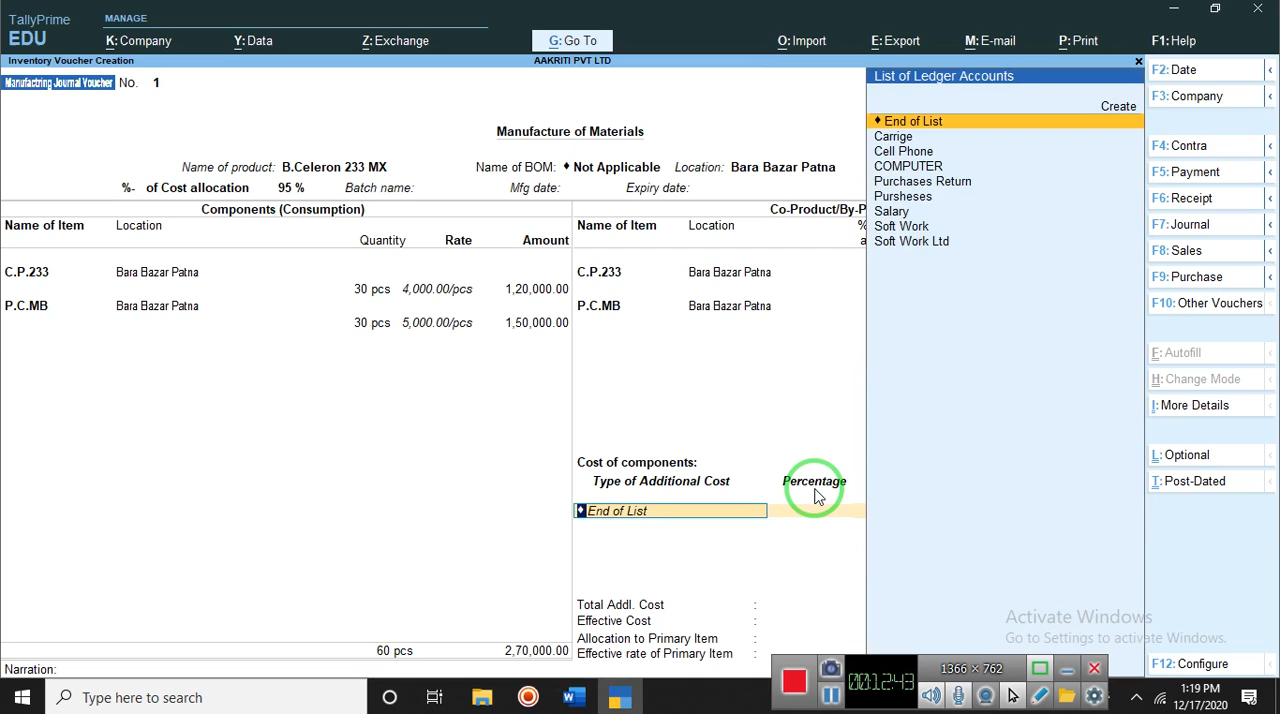 TallyPrime
EDU
MANAGE
K: Company
Y: Data
Z: Exchange
G: Go To
O: Import
E: Export
M: E-mail
P: Print
F1: Help
Inventory Voucher Creation
AAKRITI PVT LTD
Manufactring Journal Voucher No. 1
Manufacture of Materials
Name of product: B.Celeron 233 MX
Name of BOM: ♦ Not Applicable
Location: Bara Bazar Patna
%- of Cost allocation 95 %
Batch name:
Mfg date:
Expiry date:
Components (Consumption)
Name of Item Location
Quantity Rate Amount
C.P.233 Bara Bazar Patna
30 pcs 4,000.00/pcs 1,20,000.00
P.C.MB Bara Bazar Patna
30 pcs 5,000.00/pcs 1,50,000.00
60 pcs 2,70,000.00
Narration:
Co-Product/By-P
Name of Item Location %
a
C.P.233 Bara Bazar Patna
P.C.MB Bara Bazar Patna
Cost of components:
Type of Additional Cost Percentage
♦ End of List
Total Addl. Cost :
Effective Cost :
Allocation to Primary Item :
Effective rate of Primary Item :
List of Ledger Accounts
Create
♦ End of List
Carrige
Cell Phone
COMPUTER
Purchases Return
Pursheses
Salary
Soft Work
Soft Work Ltd
F2: Date
F3: Company
F4: Contra
F5: Payment
F6: Receipt
F7: Journal
F8: Sales
F9: Purchase
F10: Other Vouchers
F: Autofill
H: Change Mode
I: More Details
L: Optional
T: Post-Dated
F12: Configure
Activate Windows
Go to Settings to activate Windows.
00:12:43
1366 × 762
Type here to search
1:19 PM
12/17/2020